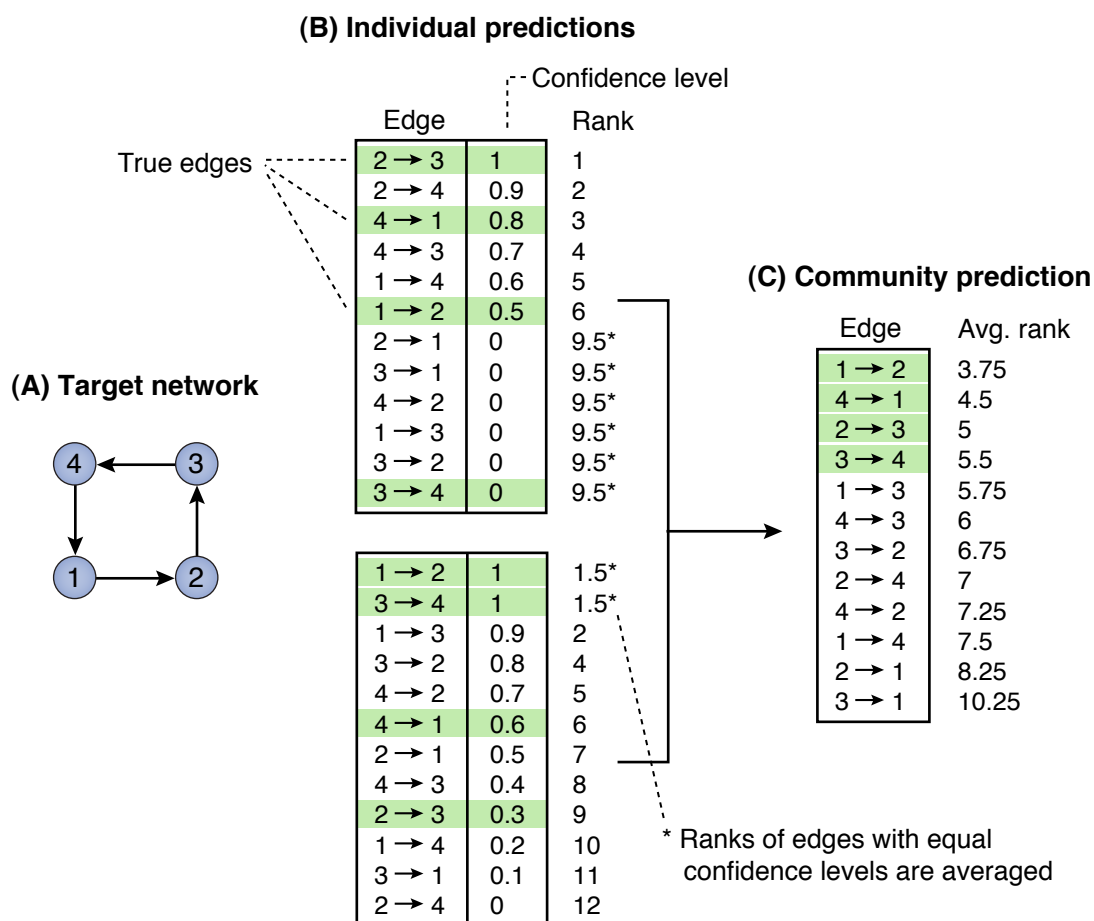 (B) Individual predictions
Confidence level
Edge Rank
True edges
2 → 3 1 1
2 → 4 0.9 2
4 → 1 0.8 3
4 → 3 0.7 4
1 → 4 0.6 5
1 → 2 0.5 6
2 → 1 0 9.5*
3 → 1 0 9.5*
4 → 2 0 9.5*
1 → 3 0 9.5*
3 → 2 0 9.5*
3 → 4 0 9.5*
1 → 2 1 1.5*
3 → 4 1 1.5*
1 → 3 0.9 2
3 → 2 0.8 4
4 → 2 0.7 5
4 → 1 0.6 6
2 → 1 0.5 7
4 → 3 0.4 8
2 → 3 0.3 9
1 → 4 0.2 10
3 → 1 0.1 11
2 → 4 0 12
* Ranks of edges with equal
confidence levels are averaged
(A) Target network
4 3
1 2
(C) Community prediction
Edge Avg. rank
1 → 2 3.75
4 → 1 4.5
2 → 3 5
3 → 4 5.5
1 → 3 5.75
4 → 3 6
3 → 2 6.75
2 → 4 7
4 → 2 7.25
1 → 4 7.5
2 → 1 8.25
3 → 1 10.25